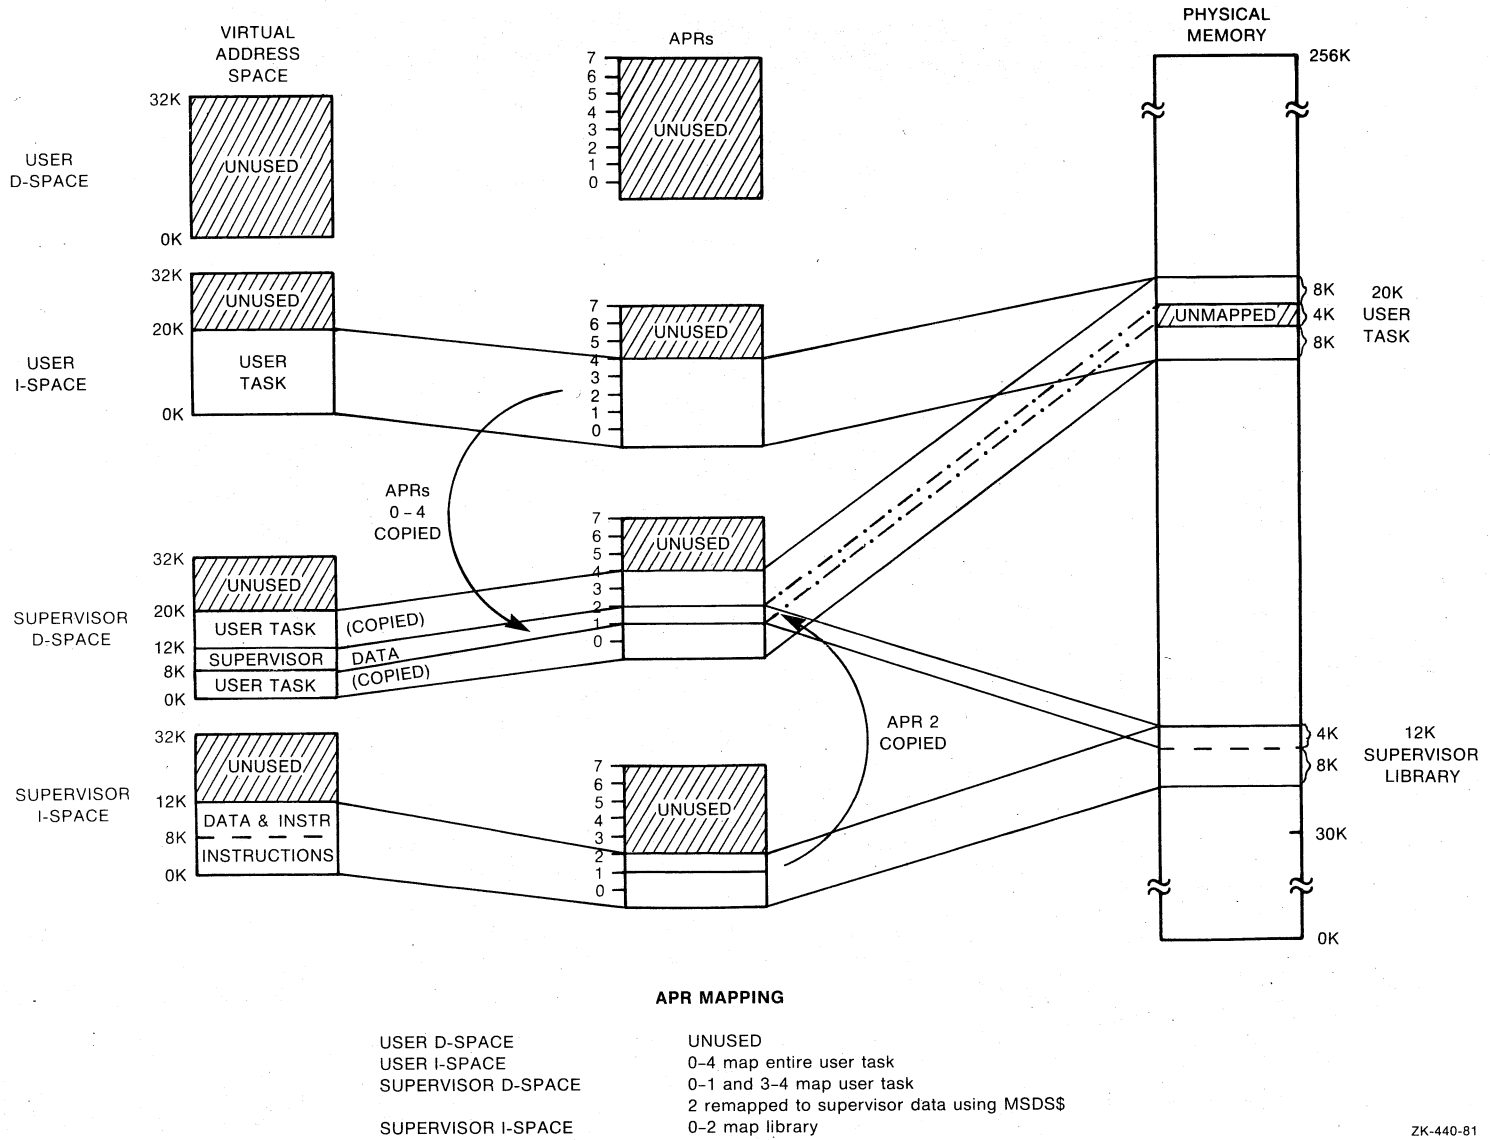 VIRTUAL
ADDRESS
SPACE
APRs
PHYSICAL
MEMORY
USER
D-SPACE
32K
UNUSED
0K
7
6
5
4
3
2
1
0
UNUSED
256K
USER
I-SPACE
32K
UNUSED
20K
USER
TASK
0K
7
6
5
4
3
2
1
0
UNUSED
UNMAPPED
8K
4K
8K
20K
USER
TASK
APRs
0-4
COPIED
SUPERVISOR
D-SPACE
32K
UNUSED
20K
USER TASK
(COPIED)
12K
SUPERVISOR
DATA
8K
USER TASK
(COPIED)
0K
7
6
5
4
3
2
1
0
UNUSED
APR 2
COPIED
4K
8K
12K
SUPERVISOR
LIBRARY
30K
0K
SUPERVISOR
I-SPACE
32K
UNUSED
12K
DATA & INSTR
8K
INSTRUCTIONS
0K
7
6
5
4
3
2
1
0
UNUSED
APR MAPPING
USER D-SPACE UNUSED
USER I-SPACE 0-4 map entire user task
SUPERVISOR D-SPACE 0-1 and 3-4 map user task
2 remapped to supervisor data using MSDS$
SUPERVISOR I-SPACE 0-2 map library
ZK-440-81